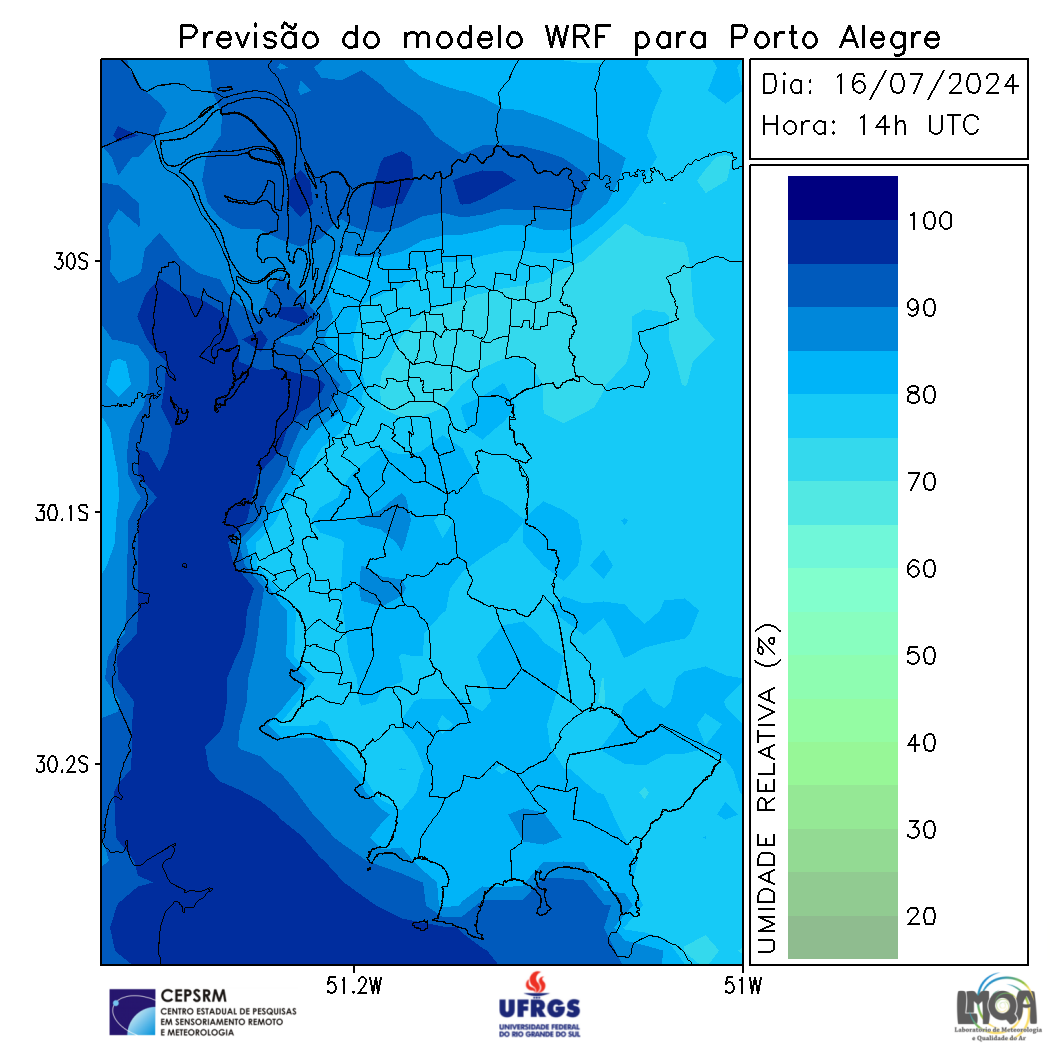 Previsão do modelo WRF para Porto Alegre
Dia: 16/07/2024
Hora: 14h UTC
30S
30.1S
30.2S
51.2W
51W
100
90
80
70
60
50
40
30
20
UMIDADE RELATIVA (%)
CEPSRM
CENTRO ESTADUAL DE PESQUISAS
EM SENSORIAMENTO REMOTO
E METEOROLOGIA
UFRGS
UNIVERSIDADE FEDERAL
DO RIO GRANDE DO SUL
LMQA
Laboratório de Meteorologia
e Qualidade do Ar